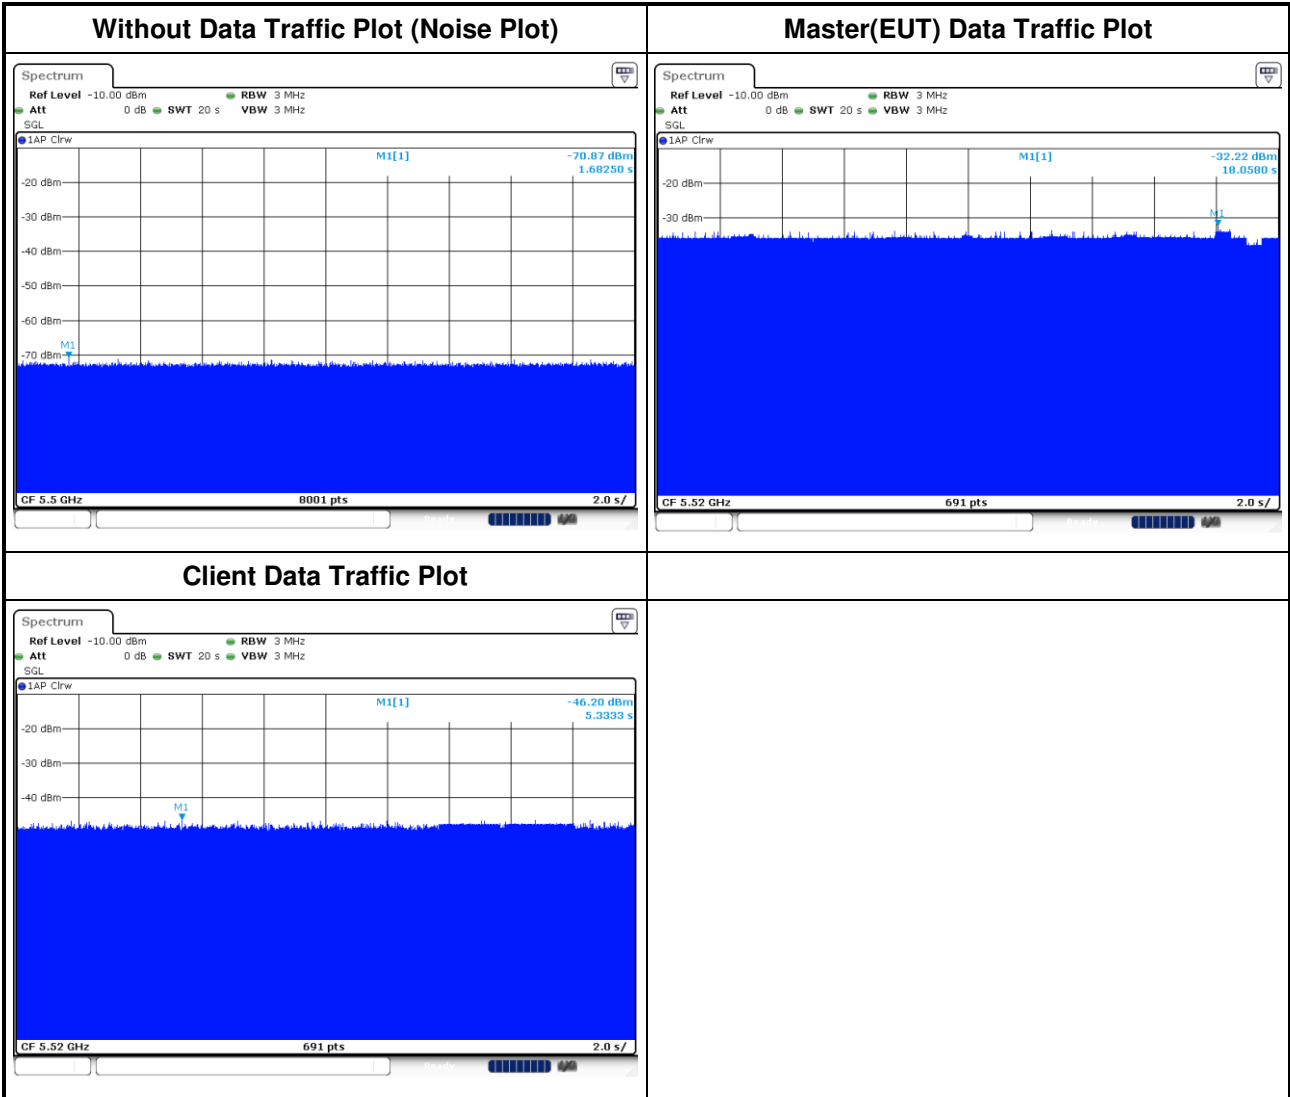 Without Data Traffic Plot (Noise Plot)
Master(EUT) Data Traffic Plot
Spectrum
Ref Level -10.00 dBm RBW 3 MHz
Att 0 dB SWT 20 s VBW 3 MHz
SGL
1AP Clrw
M1[1] -70.87 dBm
1.68250 s
-20 dBm
-30 dBm
-40 dBm
-50 dBm
-60 dBm
M1
-70 dBm
CF 5.5 GHz 8001 pts 2.0 s/
Ready
Spectrum
Ref Level -10.00 dBm RBW 3 MHz
Att 0 dB SWT 20 s VBW 3 MHz
SGL
1AP Clrw
M1[1] -32.22 dBm
18.0580 s
-20 dBm
M1
-30 dBm
CF 5.52 GHz 691 pts 2.0 s/
Ready
Client Data Traffic Plot
Spectrum
Ref Level -10.00 dBm RBW 3 MHz
Att 0 dB SWT 20 s VBW 3 MHz
SGL
1AP Clrw
M1[1] -46.20 dBm
5.3333 s
-20 dBm
-30 dBm
-40 dBm
M1
CF 5.52 GHz 691 pts 2.0 s/
Ready